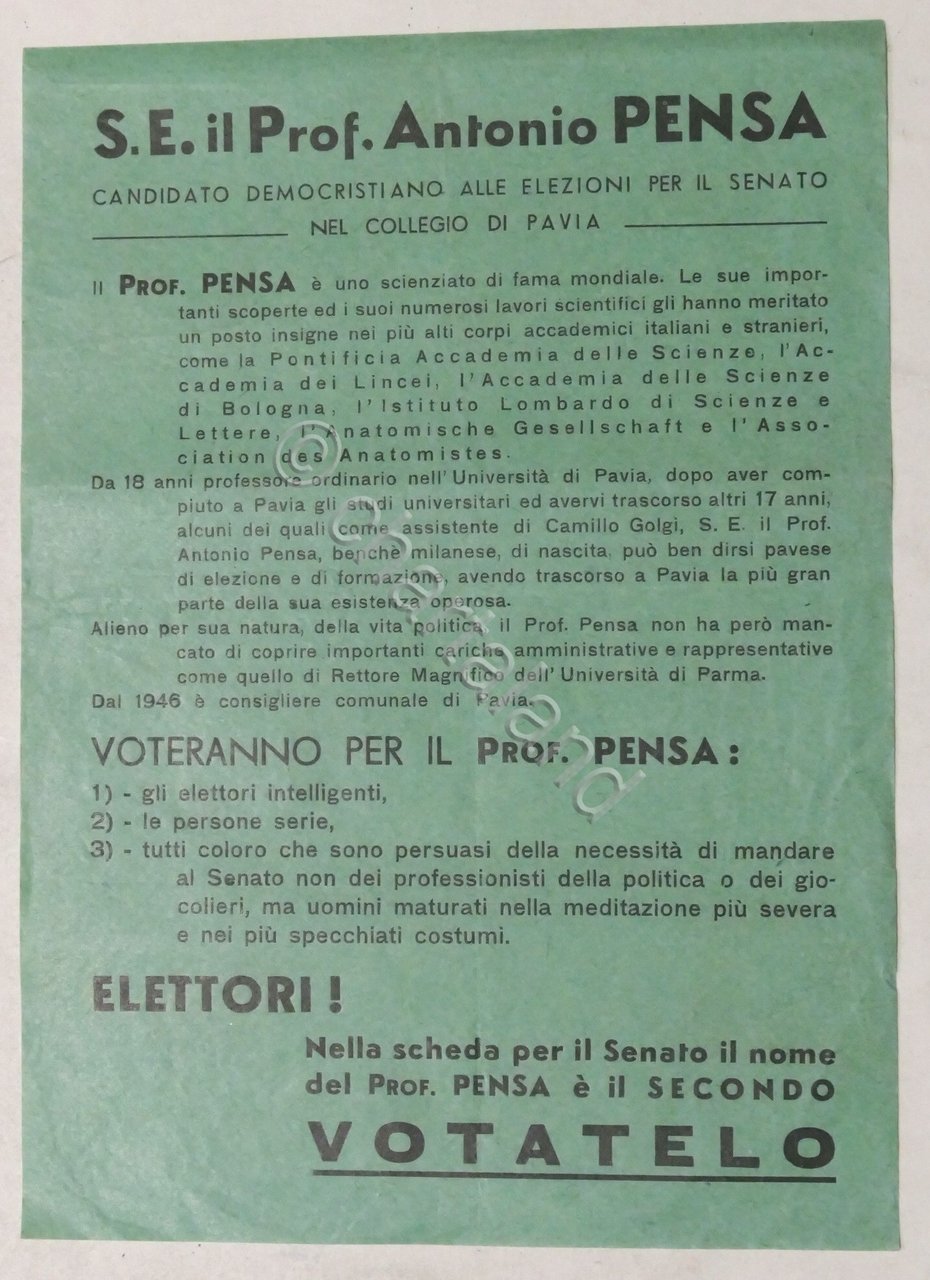 S.E. il Prof. Antonio PENSA
CANDIDATO DEMOCRISTIANO ALLE ELEZIONI PER IL SENATO
NEL COLLEGIO DI PAVIA
Il PROF. PENSA è uno scienziato di fama mondiale. Le sue impor-
tanti scoperte ed i suoi numerosi lavori scientifici gli hanno meritato
un posto insigne nei più alti corpi accademici italiani e stranieri,
come la Pontificia Accademia delle Scienze, l'Ac-
cademia dei Lincei, l'Accademia delle Scienze
di Bologna, l'Istituto Lombardo di Scienze e
Lettere, l'Anatomische Gesellschaft e l'Asso-
ciation des Anatomistes.
Da 18 anni professore ordinario nell'Università di Pavia, dopo aver com-
piuto a Pavia gli studi universitari ed avervi trascorso altri 17 anni,
alcuni dei quali come assistente di Camillo Golgi, S. E. il Prof.
Antonio Pensa, benchè milanese, di nascita, può ben dirsi pavese
di elezione e di formazione, avendo trascorso a Pavia la più gran
parte della sua esistenza operosa.
Alieno per sua natura, della vita politica, il Prof. Pensa non ha però man-
cato di coprire importanti cariche amministrative e rappresentative
come quello di Rettore Magnifico dell'Università di Parma.
Dal 1946 è consigliere comunale di Pavia.
VOTERANNO PER IL PROF. PENSA:
1) - gli elettori intelligenti,
2) - le persone serie,
3) - tutti coloro che sono persuasi della necessità di mandare
al Senato non dei professionisti della politica o dei gio-
colieri, ma uomini maturati nella meditazione più severa
e nei più specchiati costumi.
ELETTORI!
Nella scheda per il Senato il nome
del PROF. PENSA è il SECONDO
VOTATELO
© chartaland